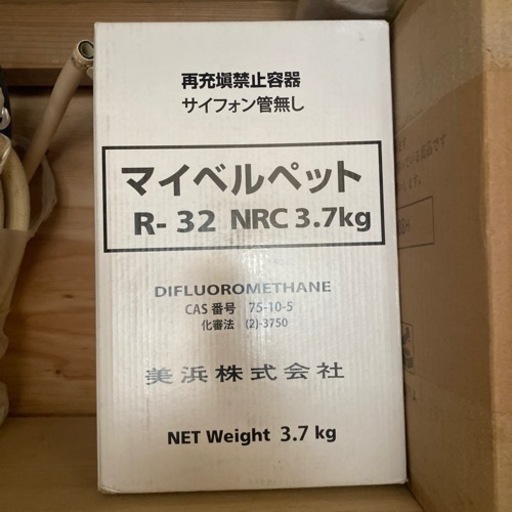 再充塡禁止容器
サイフォン管無し
マイベルペット
R-32 NRC 3.7kg
DIFLUOROMETHANE
CAS 番号 75-10-5
化審法 (2)-3750
美浜株式会社
NET Weight 3.7 kg